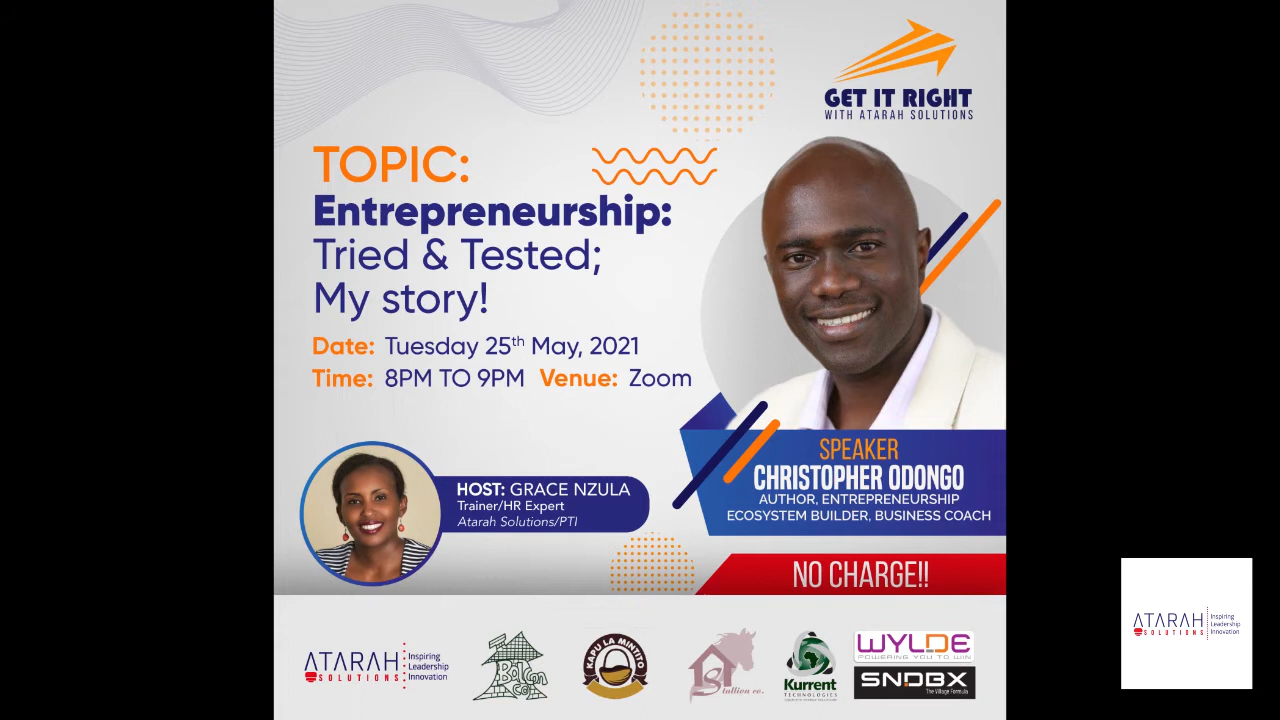 GET IT RIGHT
WITH ATARAH SOLUTIONS
TOPIC:
Entrepreneurship:
Tried & Tested;
My story!
Date: Tuesday 25th May, 2021
Time: 8PM TO 9PM Venue: Zoom
SPEAKER
CHRISTOPHER ODONGO
AUTHOR, ENTREPRENEURSHIP
ECOSYSTEM BUILDER, BUSINESS COACH
HOST: GRACE NZULA
Trainer/HR Expert
Atarah Solutions/PTI
NO CHARGE!!
ATARAH
SOLUTIONS
Inspiring
Leadership
Innovation
KAPU LA MINTITO
Stallion co.
Kurrent
TECHNOLOGIES
WYLDE
POWERING YOU TO WIN
SNDBX
The Village Formula
ATARAH
SOLUTIONS
Inspiring
Leadership
Innovation